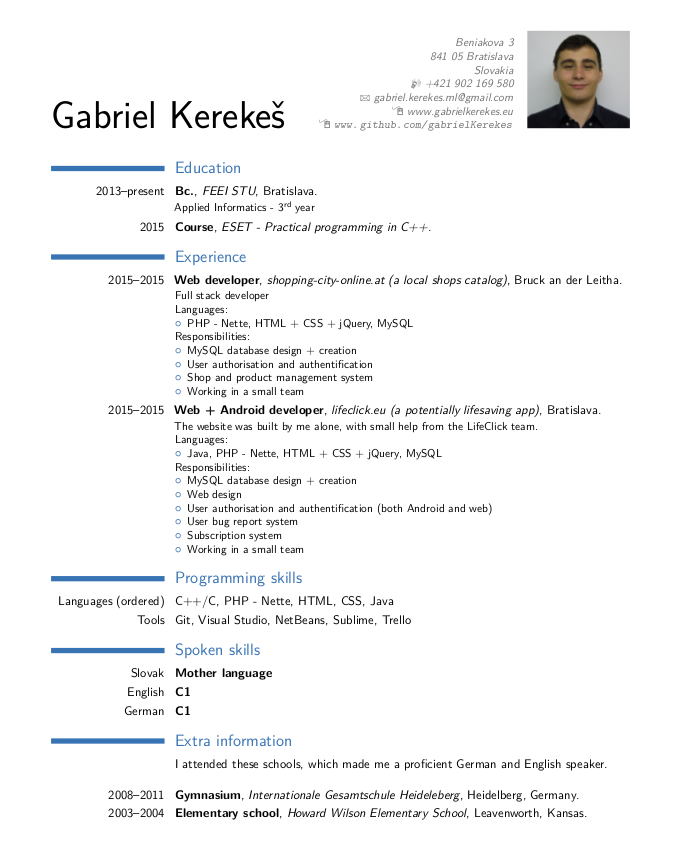 Beniakova 3
841 05 Bratislava
Slovakia
+421 902 169 580
gabriel.kerekes.ml@gmail.com
www.gabrielkerekes.eu
www.github.com/gabrielKerekes
Gabriel Kerekeš
Education
2013–present Bc., FEEI STU, Bratislava.
Applied Informatics - 3rd year
2015 Course, ESET - Practical programming in C++.
Experience
2015–2015 Web developer, shopping-city-online.at (a local shops catalog), Bruck an der Leitha.
Full stack developer
Languages:
PHP - Nette, HTML + CSS + jQuery, MySQL
Responsibilities:
MySQL database design + creation
User authorisation and authentification
Shop and product management system
Working in a small team
2015–2015 Web + Android developer, lifeclick.eu (a potentially lifesaving app), Bratislava.
The website was built by me alone, with small help from the LifeClick team.
Languages:
Java, PHP - Nette, HTML + CSS + jQuery, MySQL
Responsibilities:
MySQL database design + creation
Web design
User authorisation and authentification (both Android and web)
User bug report system
Subscription system
Working in a small team
Programming skills
Languages (ordered) C++/C, PHP - Nette, HTML, CSS, Java
Tools Git, Visual Studio, NetBeans, Sublime, Trello
Spoken skills
Slovak Mother language
English C1
German C1
Extra information
I attended these schools, which made me a proficient German and English speaker.
2008–2011 Gymnasium, Internationale Gesamtschule Heideleberg, Heidelberg, Germany.
2003–2004 Elementary school, Howard Wilson Elementary School, Leavenworth, Kansas.